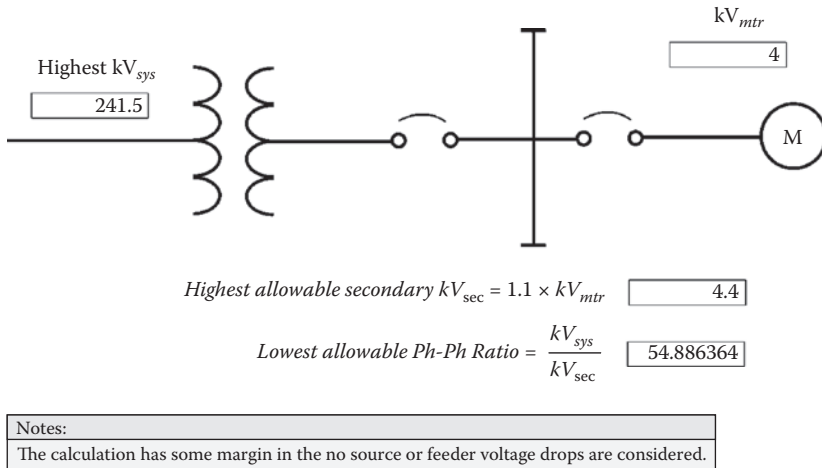 kV_mtr
4
Highest kV_sys
241.5
M
Highest allowable secondary kV_sec = 1.1 × kV_mtr 4.4
Lowest allowable Ph-Ph Ratio = kV_sys / kV_sec 54.886364
Notes:
The calculation has some margin in the no source or feeder voltage drops are considered.